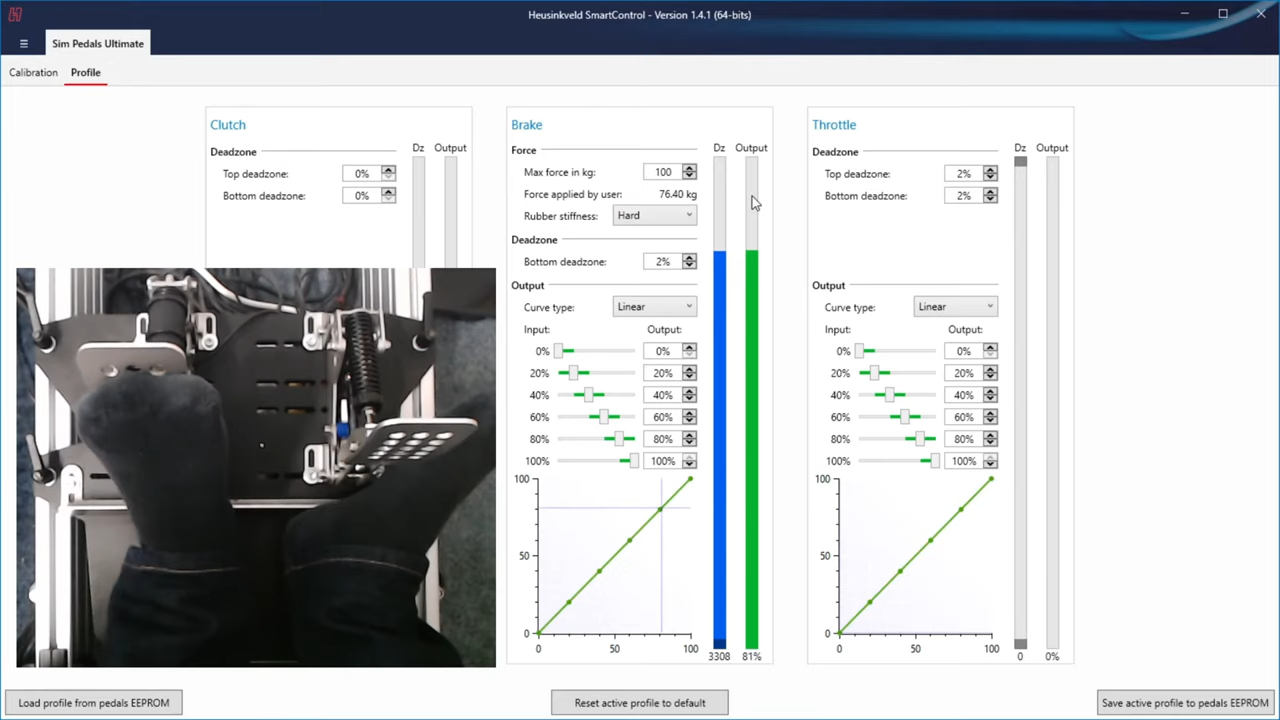 Heusinkveld SmartControl - Version 1.4.1 (64-bits)
Sim Pedals Ultimate
Calibration Profile
Clutch
Deadzone Dz Output
Top deadzone: 0%
Bottom deadzone: 0%
Brake
Force Dz Output
Max force in kg: 100
Force applied by user: 76.40 kg
Rubber stiffness: Hard
Deadzone
Bottom deadzone: 2%
Output
Curve type: Linear
Input: Output:
0% 0%
20% 20%
40% 40%
60% 60%
80% 80%
100% 100%
100
50
0
0 50 100
3308 81%
Throttle
Deadzone Dz Output
Top deadzone: 2%
Bottom deadzone: 2%
Output
Curve type: Linear
Input: Output:
0% 0%
20% 20%
40% 40%
60% 60%
80% 80%
100% 100%
100
50
0
0 50 100
0 0%
Load profile from pedals EEPROM
Reset active profile to default
Save active profile to pedals EEPROM